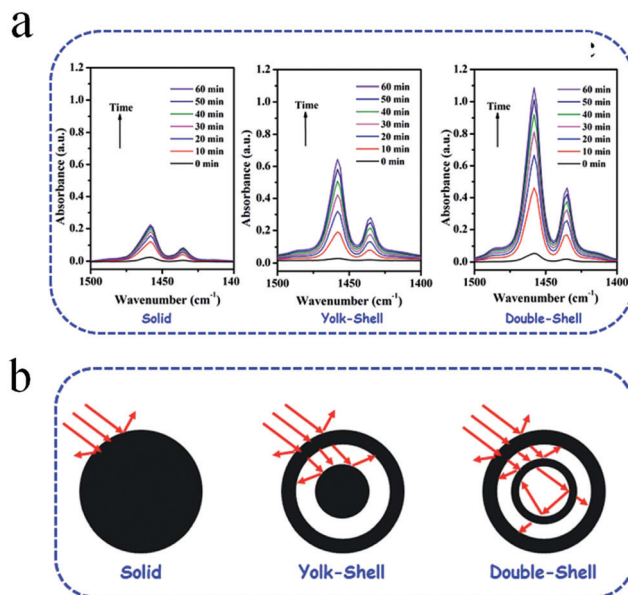 a
1.2
1.0
0.8
0.6
0.4
0.2
0.0
Absorbance (a.u.)
Time
60 min
50 min
40 min
30 min
20 min
10 min
0 min
1500
1450
140
Wavenumber (cm⁻¹)
Solid
1.2
1.0
0.8
0.6
0.4
0.2
0.0
Absorbance (a.u.)
Time
60 min
50 min
40 min
30 min
20 min
10 min
0 min
1500
1450
1400
Wavenumber (cm⁻¹)
Yolk-Shell
1.2
1.0
0.8
0.6
0.4
0.2
0.0
Absorbance (a.u.)
Time
60 min
50 min
40 min
30 min
20 min
10 min
0 min
1500
1450
1400
Wavenumber (cm⁻¹)
Double-Shell
b
Solid
Yolk-Shell
Double-Shell